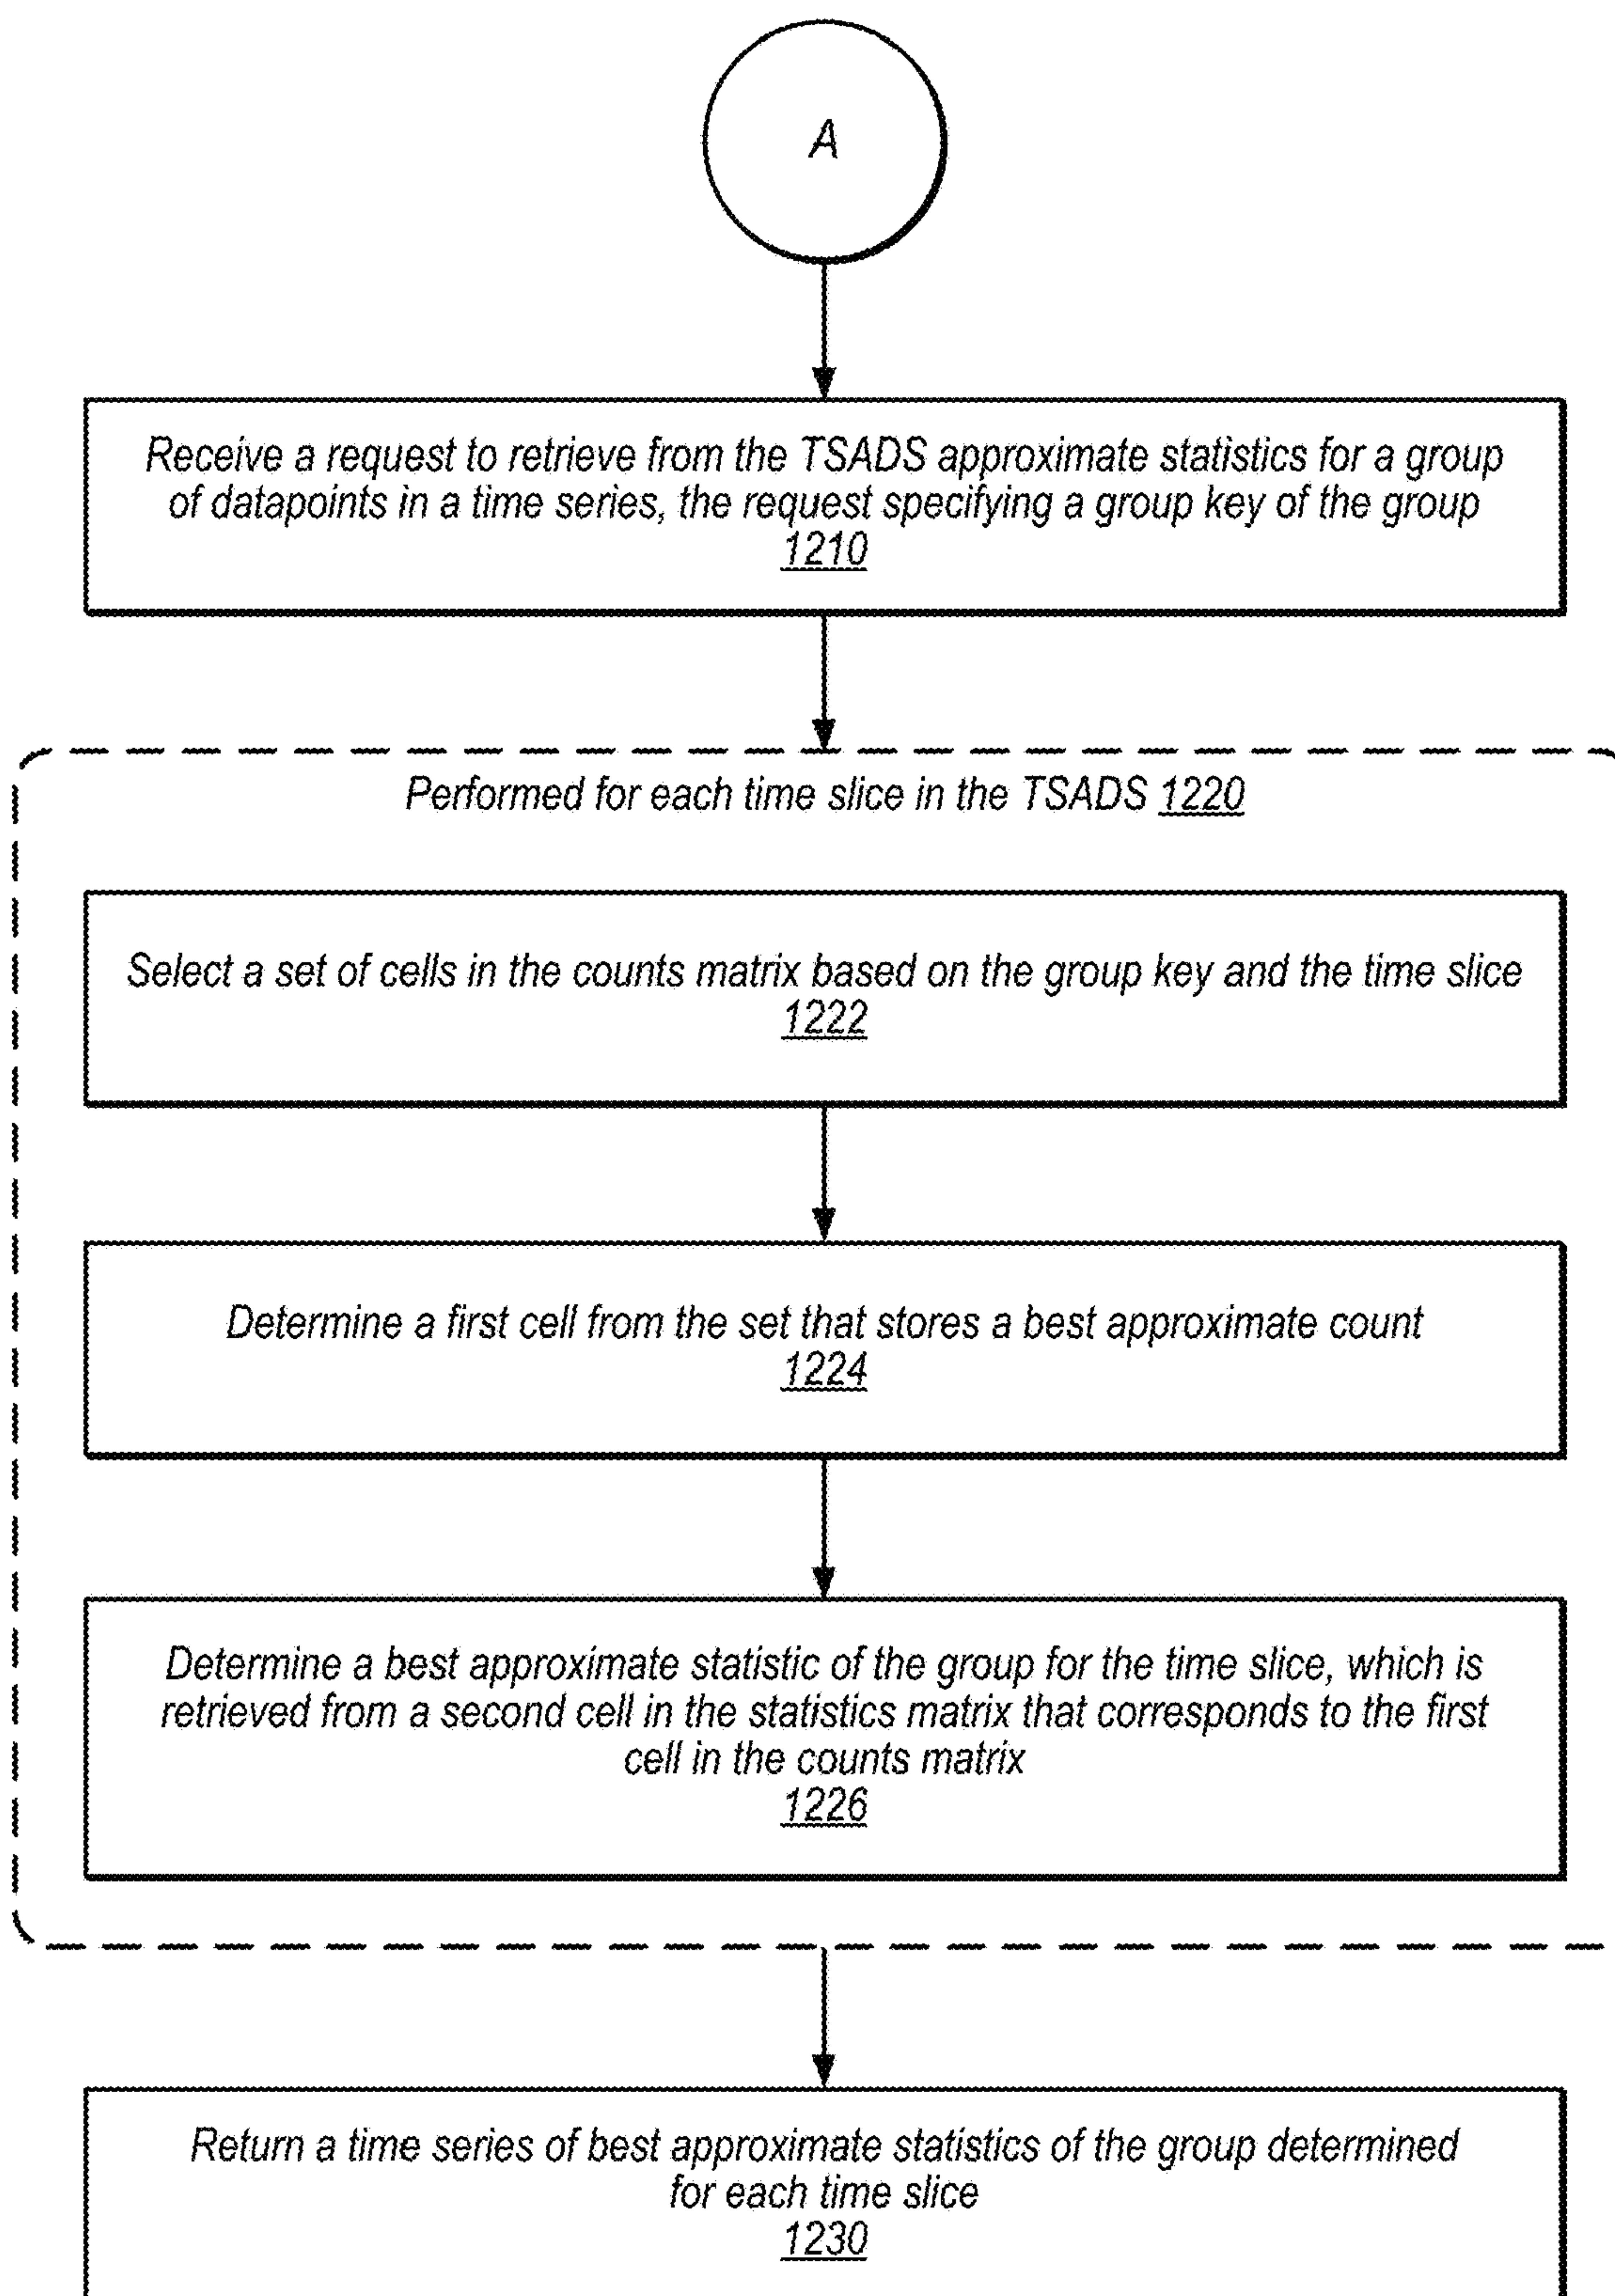 A
Receive a request to retrieve from the TSADS approximate statistics for a group
of datapoints in a time series, the request specifying a group key of the group
1210
Performed for each time slice in the TSADS 1220
Select a set of cells in the counts matrix based on the group key and the time slice
1222
Determine a first cell from the set that stores a best approximate count
1224
Determine a best approximate statistic of the group for the time slice, which is
retrieved from a second cell in the statistics matrix that corresponds to the first
cell in the counts matrix
1226
Return a time series of best approximate statistics of the group determined
for each time slice
1230